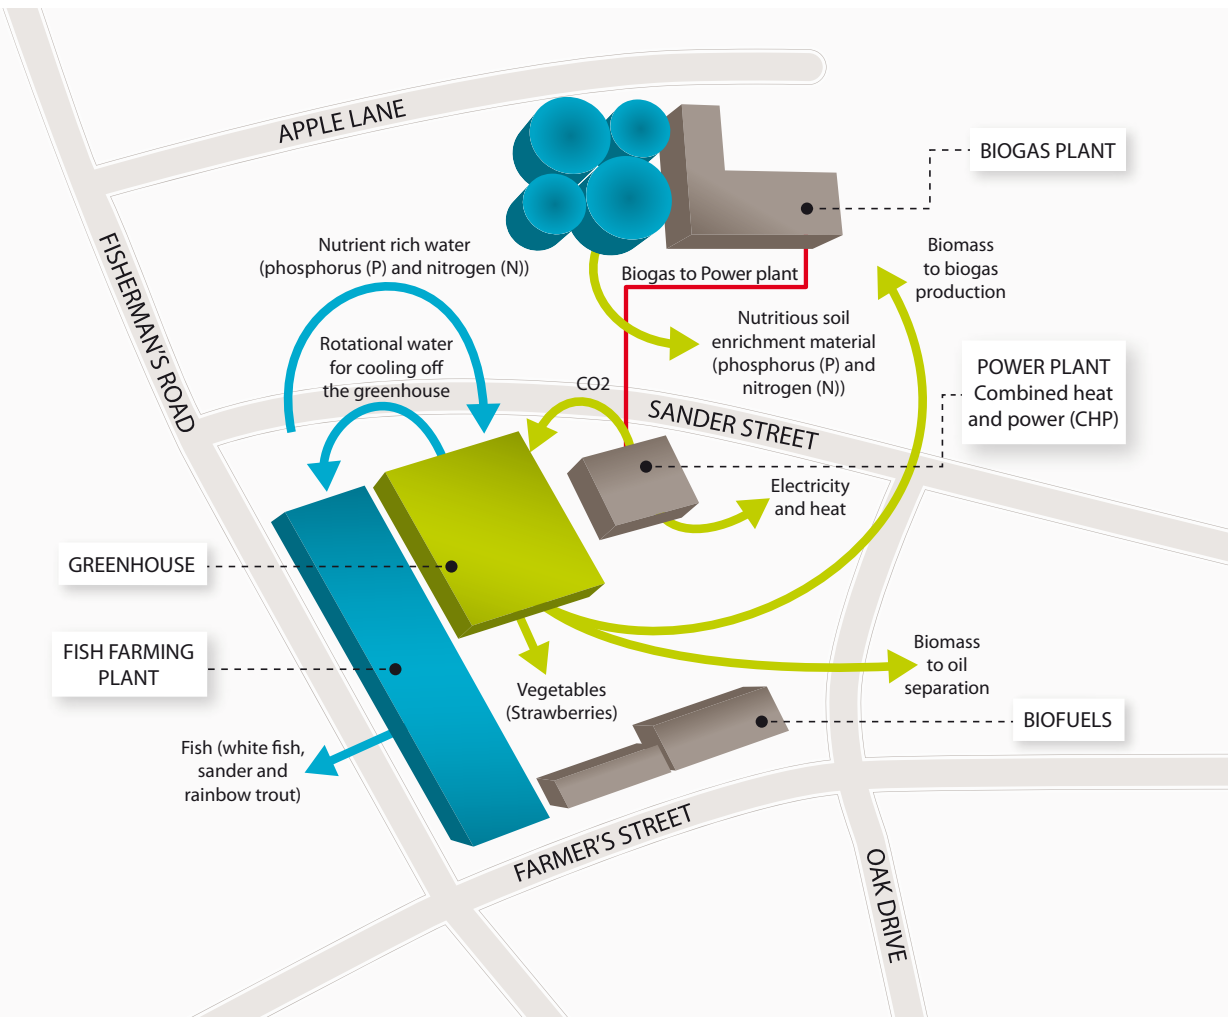 APPLE LANE
BIOGAS PLANT
FISHERMAN'S ROAD
Nutrient rich water
(phosphorus (P) and nitrogen (N))
Biomass
to biogas
production
Biogas to Power plant
Nutritious soil
enrichment material
(phosphorus (P) and
nitrogen (N))
Rotational water
for cooling off
the greenhouse
CO2
POWER PLANT
Combined heat
and power (CHP)
SANDER STREET
Electricity
and heat
GREENHOUSE
FISH FARMING
PLANT
Biomass
to oil
separation
Vegetables
(Strawberries)
BIOFUELS
Fish (white fish,
sander and
rainbow trout)
FARMER'S STREET
OAK DRIVE